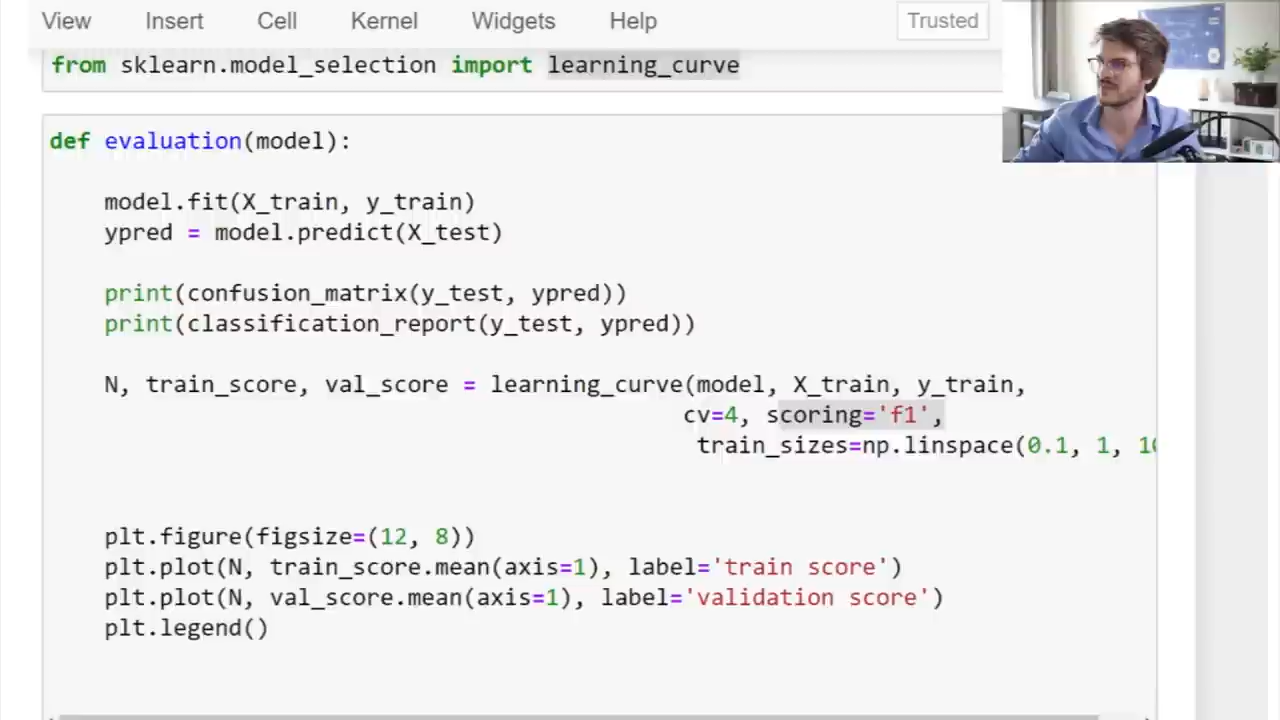 View Insert Cell Kernel Widgets Help Trusted
from sklearn.model_selection import learning_curve
def evaluation(model):
model.fit(X_train, y_train)
ypred = model.predict(X_test)
print(confusion_matrix(y_test, ypred))
print(classification_report(y_test, ypred))
N, train_score, val_score = learning_curve(model, X_train, y_train,
cv=4, scoring='f1',
train_sizes=np.linspace(0.1, 1,
plt.figure(figsize=(12, 8))
plt.plot(N, train_score.mean(axis=1), label='train score')
plt.plot(N, val_score.mean(axis=1), label='validation score')
plt.legend()